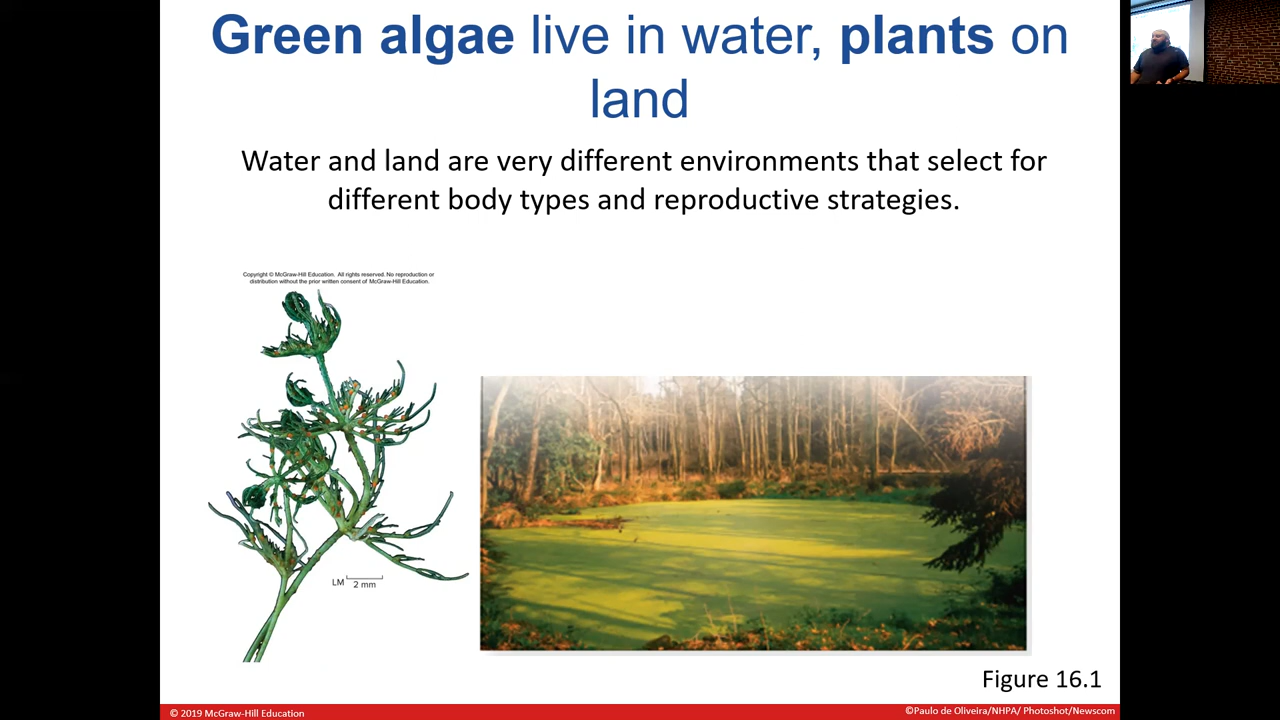 Green algae live in water, plants on
land
Water and land are very different environments that select for
different body types and reproductive strategies.
Copyright © McGraw-Hill Education. All rights reserved. No reproduction or
distribution without the prior written consent of McGraw-Hill Education.
LM 2 mm
Figure 16.1
© 2019 McGraw-Hill Education
©Paulo de Oliveira/NHPA/ Photoshot/Newscom